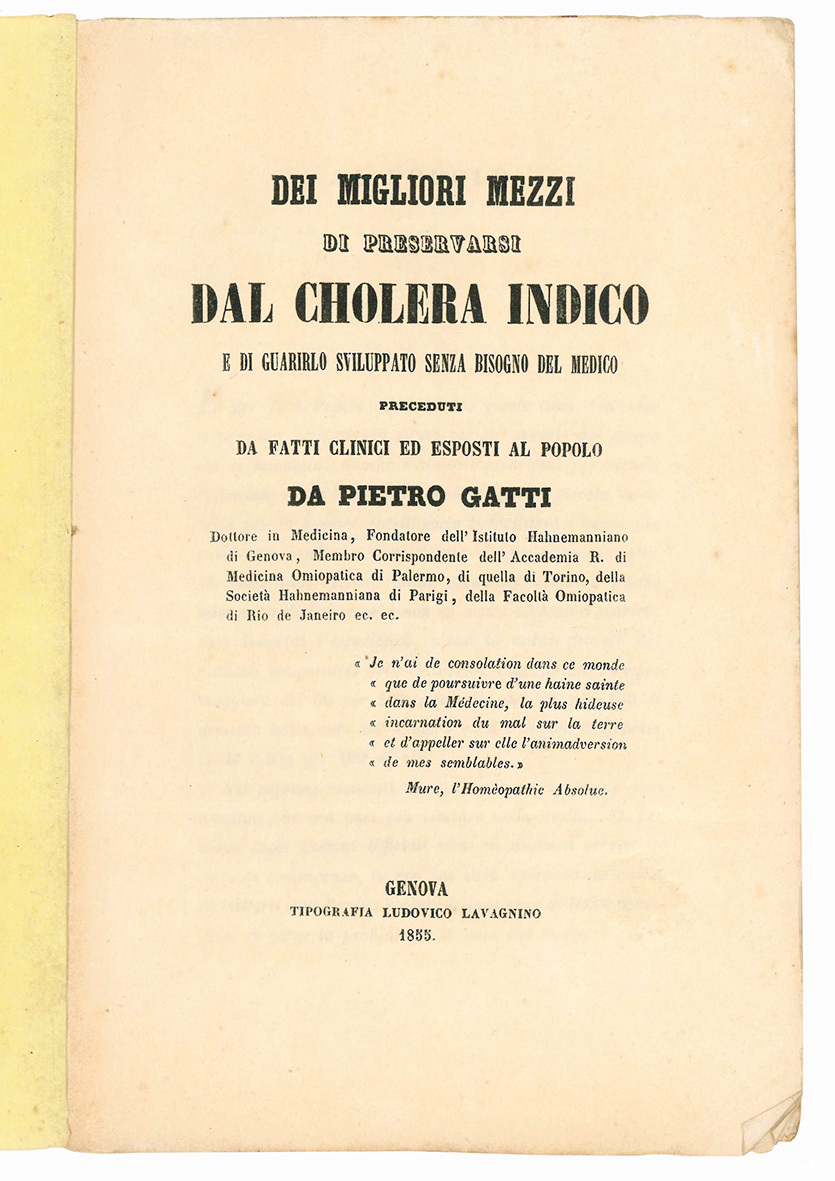 DEI MIGLIORI MEZZI
DI PRESERVARSI
DAL CHOLERA INDICO
E DI GUARIRLO SVILUPPATO SENZA BISOGNO DEL MEDICO
PRECEDUTI
DA FATTI CLINICI ED ESPOSTI AL POPOLO
DA PIETRO GATTI
Dottore in Medicina, Fondatore dell' Istituto Hahnemanniano
di Genova, Membro Corrispondente dell' Accademia R. di
Medicina Omiopatica di Palermo, di quella di Torino, della
Società Hahnemanniana di Parigi, della Facoltà Omiopatica
di Rio de Janeiro ec. ec.
« Je n'ai de consolation dans ce monde
« que de poursuivre d'une haine sainte
« dans la Médecine, la plus hideuse
« incarnation du mal sur la terre
« et d'appeller sur elle l'animadversion
« de mes semblables.»
Mure, l'Homèopathie Absolue.
GENOVA
TIPOGRAFIA LUDOVICO LAVAGNINO
1855.